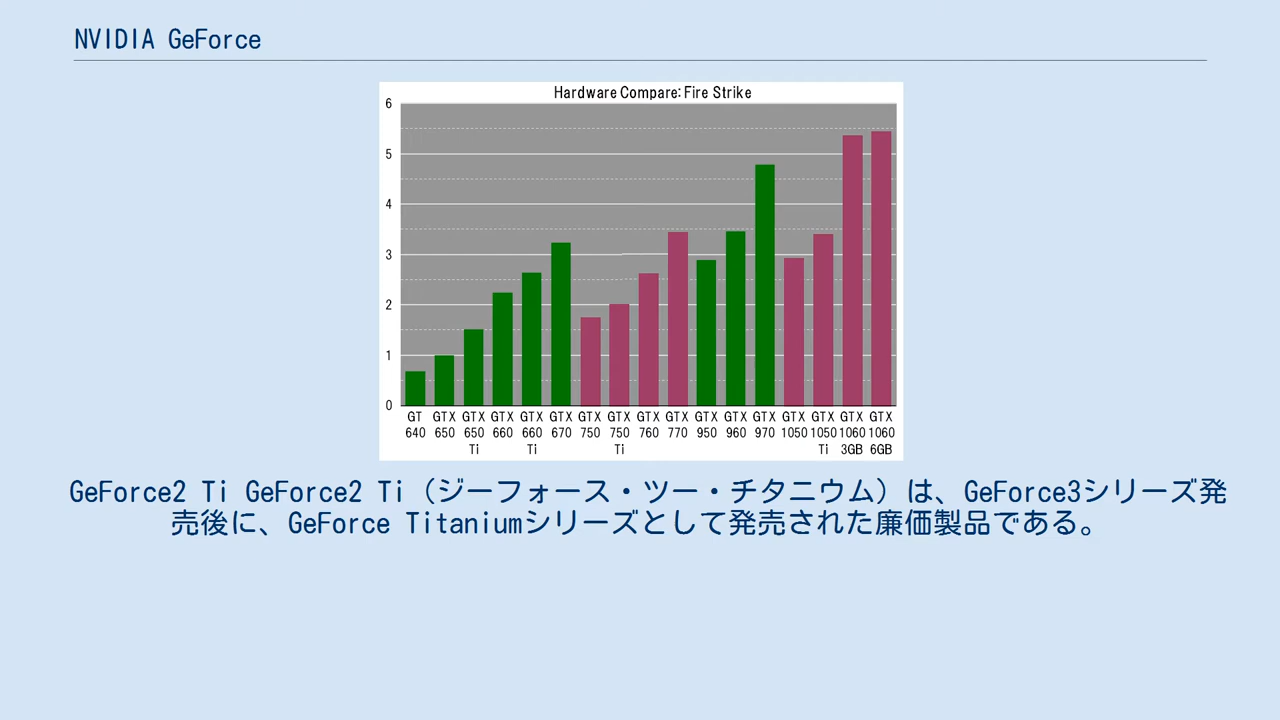 NVIDIA GeForce
Hardware Compare: Fire Strike
6
5
4
3
2
1
0
GT GTX GTX GTX GTX GTX GTX GTX GTX GTX GTX GTX GTX GTX GTX GTX GTX
640 650 650 660 660 670 750 750 760 770 950 960 970 1050 1050 1060 1060
Ti Ti Ti Ti 3GB 6GB
GeForce2 Ti GeForce2 Ti（ジーフォース・ツー・チタニウム）は、GeForce3シリーズ発
売後に、GeForce Titaniumシリーズとして発売された廉価製品である。